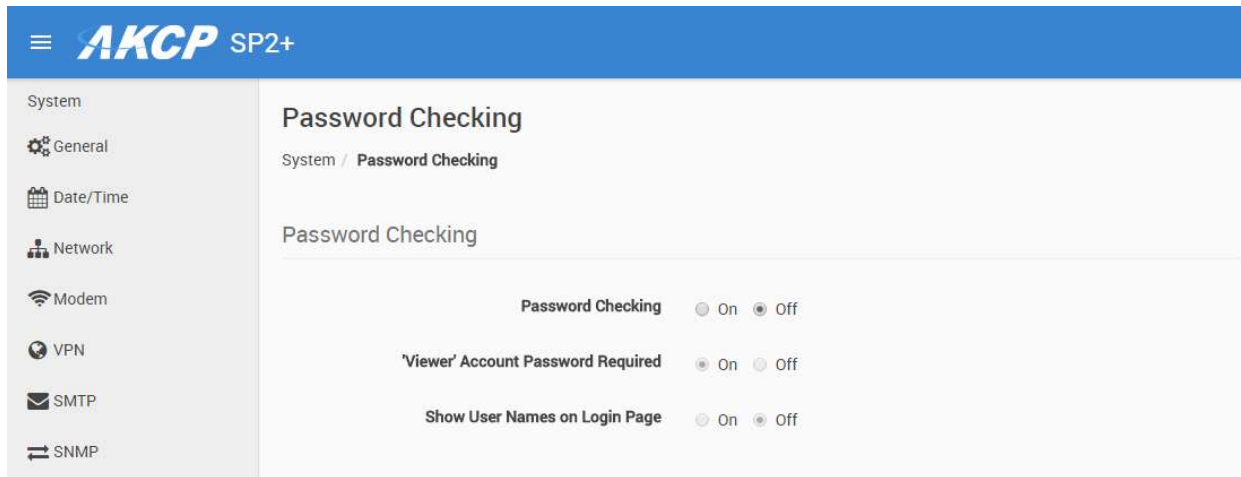 AKCP SP2+
System
General
Date/Time
Network
Modem
VPN
SMTP
SNMP
Password Checking
System / Password Checking
Password Checking
Password Checking On Off
'Viewer' Account Password Required On Off
Show User Names on Login Page On Off